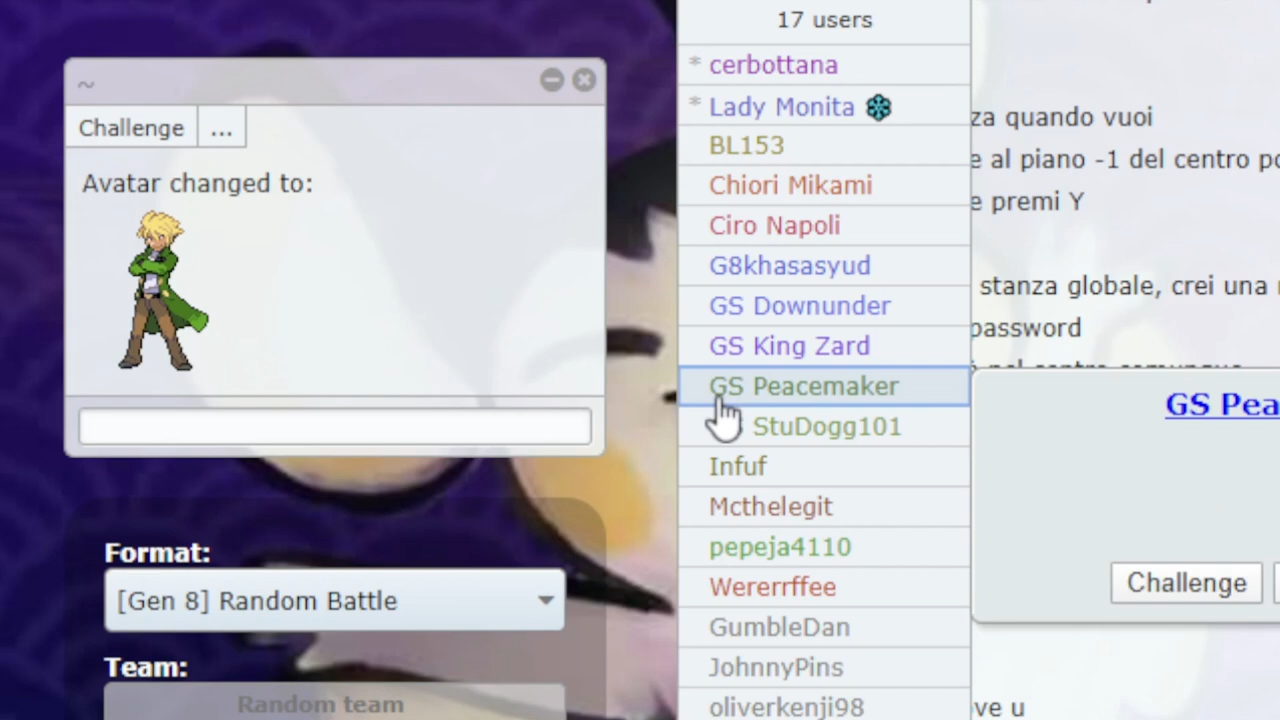 ~
Challenge
...
Avatar changed to:
Format:
[Gen 8] Random Battle
Team:
Random team
17 users
* cerbottana
* Lady Monita
BL153
Chiori Mikami
Ciro Napoli
G8khasasyud
GS Downunder
GS King Zard
GS Peacemaker
StuDogg101
Infuf
Mcthelegit
pepeja4110
Wererrffee
GumbleDan
JohnnyPins
oliverkenji98
za quando vuoi
e al piano -1 del centro po
e premi Y
stanza globale, crei una
password
GS Pea
Challenge
ve u